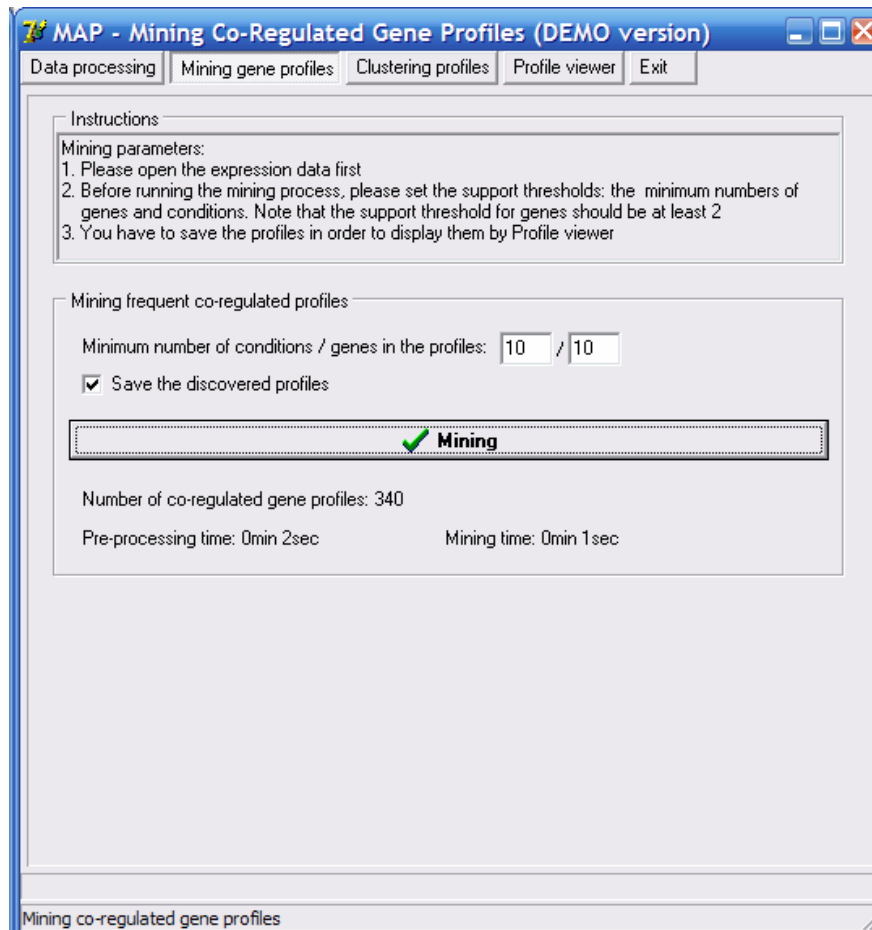 MAP - Mining Co-Regulated Gene Profiles (DEMO version)
Data processing Mining gene profiles Clustering profiles Profile viewer Exit
Instructions
Mining parameters:
1. Please open the expression data first
2. Before running the mining process, please set the support thresholds: the minimum numbers of
genes and conditions. Note that the support threshold for genes should be at least 2
3. You have to save the profiles in order to display them by Profile viewer
Mining frequent co-regulated profiles
Minimum number of conditions / genes in the profiles: 10 / 10
Save the discovered profiles
Mining
Number of co-regulated gene profiles: 340
Pre-processing time: 0min 2sec Mining time: 0min 1sec
Mining co-regulated gene profiles